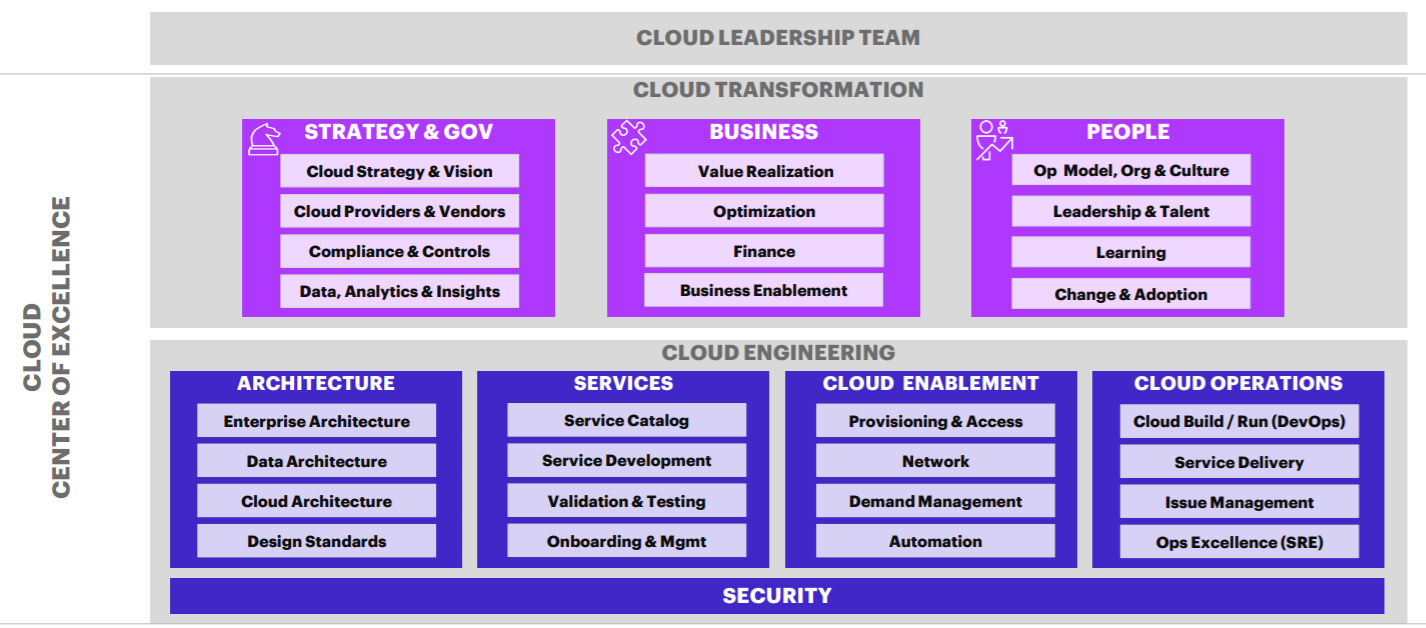 CLOUD LEADERSHIP TEAM
CLOUD
CENTER OF EXCELLENCE
CLOUD TRANSFORMATION
STRATEGY & GOV
Cloud Strategy & Vision
Cloud Providers & Vendors
Compliance & Controls
Data, Analytics & Insights
BUSINESS
Value Realization
Optimization
Finance
Business Enablement
PEOPLE
Op Model, Org & Culture
Leadership & Talent
Learning
Change & Adoption
CLOUD ENGINEERING
ARCHITECTURE
Enterprise Architecture
Data Architecture
Cloud Architecture
Design Standards
SERVICES
Service Catalog
Service Development
Validation & Testing
Onboarding & Mgmt
CLOUD ENABLEMENT
Provisioning & Access
Network
Demand Management
Automation
CLOUD OPERATIONS
Cloud Build / Run (DevOps)
Service Delivery
Issue Management
Ops Excellence (SRE)
SECURITY